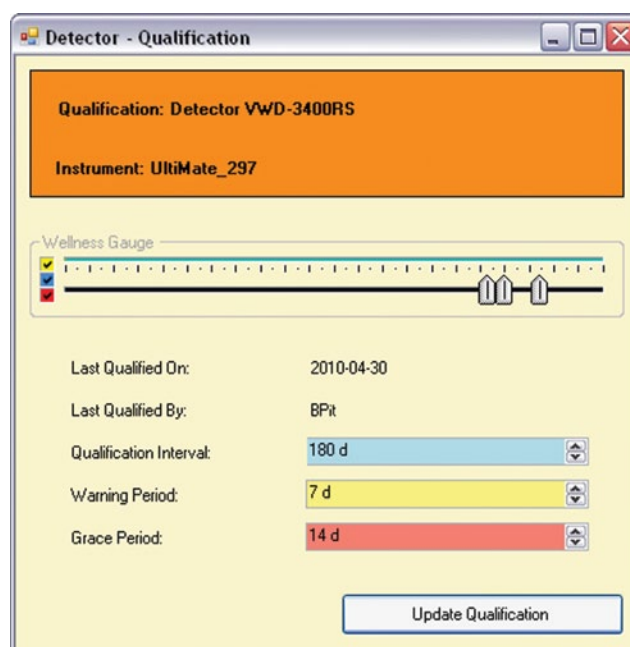 Detector - Qualification
Qualification: Detector VWD-3400RS
Instrument: UltiMate_297
Wellness Gauge
Last Qualified On: 2010-04-30
Last Qualified By: BPit
Qualification Interval: 180 d
Warning Period: 7 d
Grace Period: 14 d
Update Qualification